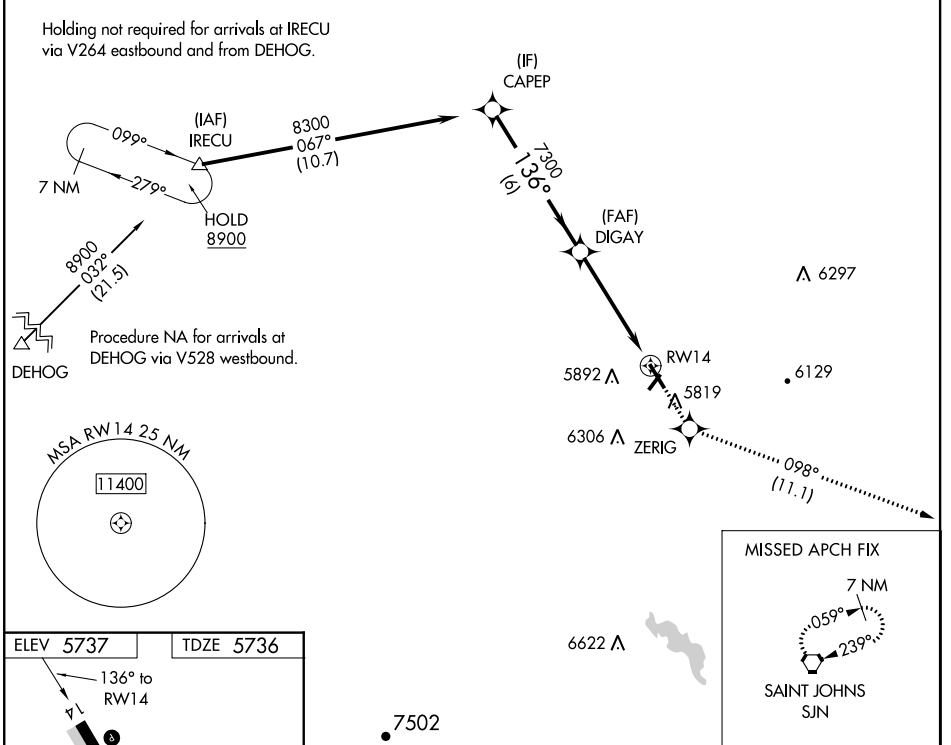 Holding not required for arrivals at IRECU
via V264 eastbound and from DEHOG.
(IF)
CAPEP
(IAF)
IRECU
8300
067°
(10.7)
099°
279°
7 NM
HOLD
8900
7300
136°
(6)
(FAF)
DIGAY
8900
032°
(21.5)
DEHOG
Procedure NA for arrivals at
DEHOG via V528 westbound.
6297
RW14
5892
5819
6129
6306
ZERIG
098°
(11.1)
MSA RW14 25 NM
11400
MISSED APCH FIX
7 NM
059°
239°
SAINT JOHNS
SJN
6622
7502
ELEV 5737
TDZE 5736
136° to
RW14
14
P